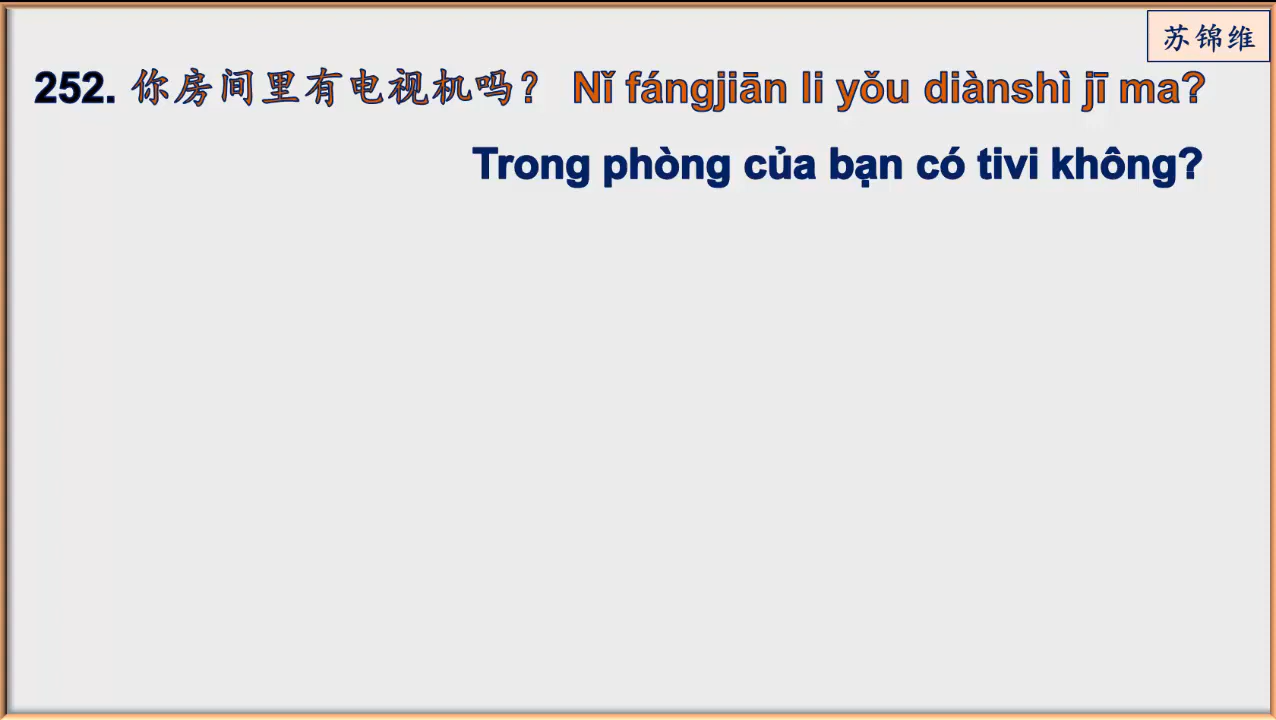 苏锦维
252. 你房间里有电视机吗？ Nǐ fángjiān li yǒu diànshì jī ma?
Trong phòng của bạn có tivi không?